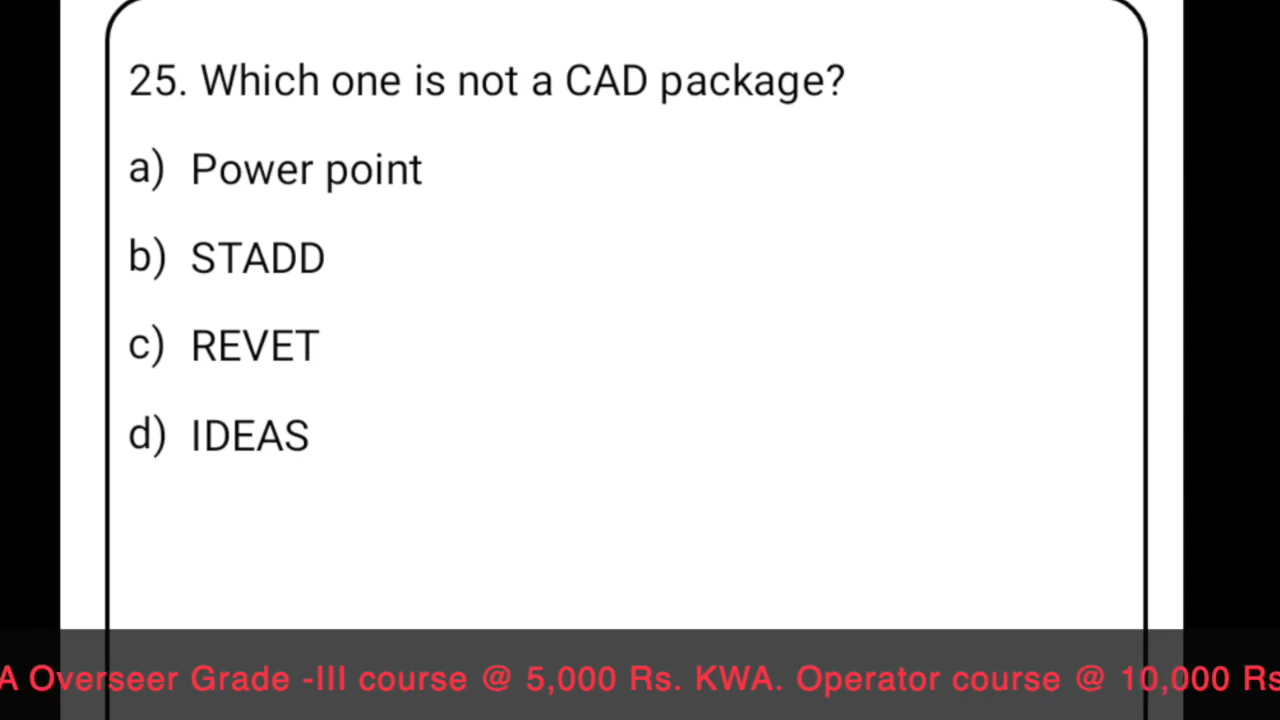 25. Which one is not a CAD package?
a) Power point
b) STADD
c) REVET
d) IDEAS
A Overseer Grade -III course @ 5,000 Rs. KWA. Operator course @ 10,000 Rs